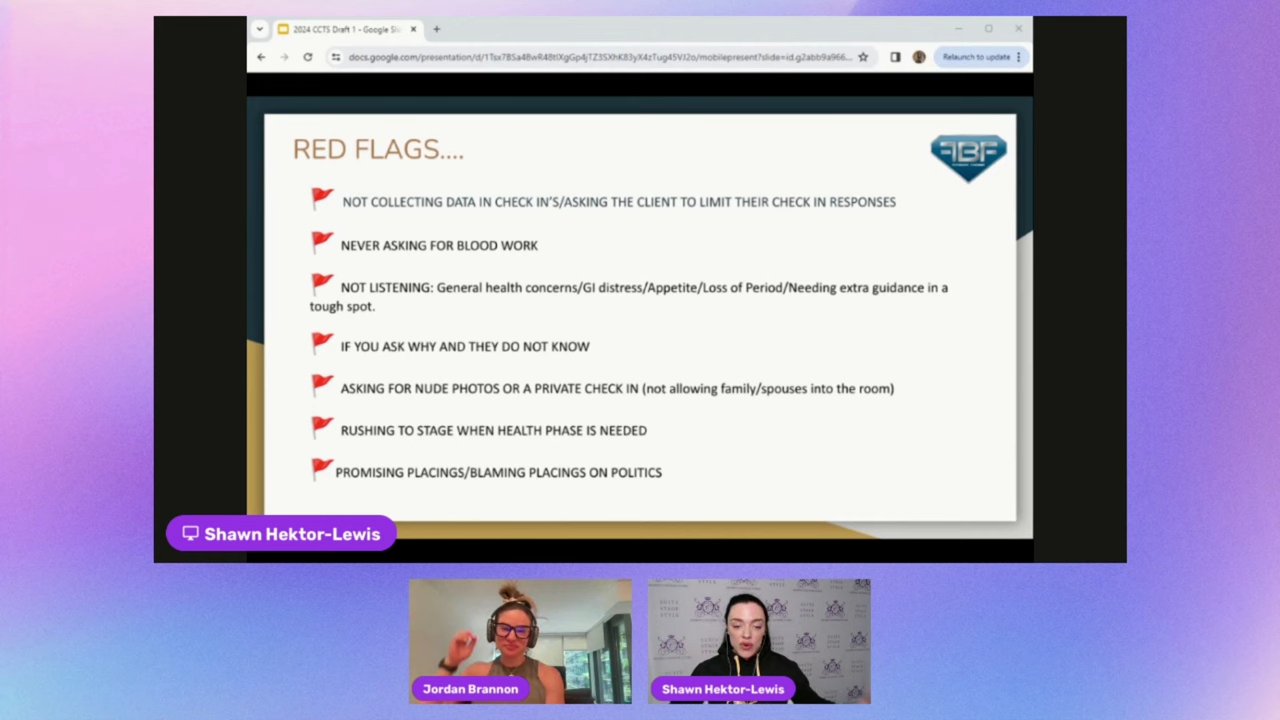 2024 CCTS Draft 1 - Google Sli
Relaunch to update
RED FLAGS....
FBF
NOT COLLECTING DATA IN CHECK IN'S/ASKING THE CLIENT TO LIMIT THEIR CHECK IN RESPONSES
NEVER ASKING FOR BLOOD WORK
NOT LISTENING: General health concerns/GI distress/Appetite/Loss of Period/Needing extra guidance in a
tough spot.
IF YOU ASK WHY AND THEY DO NOT KNOW
ASKING FOR NUDE PHOTOS OR A PRIVATE CHECK IN (not allowing family/spouses into the room)
RUSHING TO STAGE WHEN HEALTH PHASE IS NEEDED
PROMISING PLACINGS/BLAMING PLACINGS ON POLITICS
Shawn Hektor-Lewis
Jordan Brannon
Shawn Hektor-Lewis